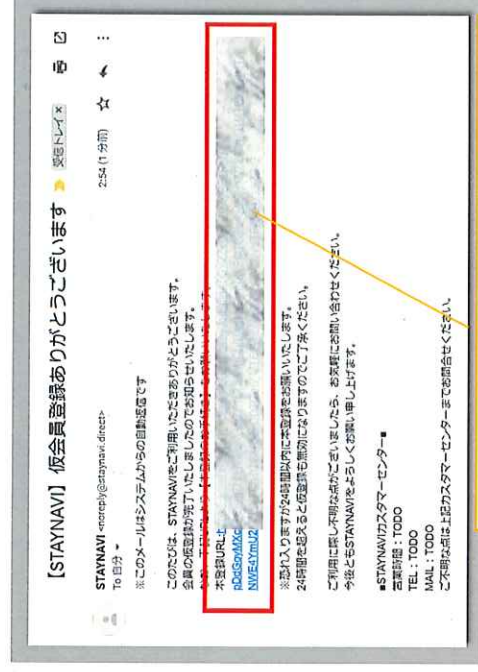 【STAYNAVI】仮会員登録ありがとうございます
受信トレイ ×
STAYNAVI <noreply@staynavi.direct>
2:54 (1 分前)
To 自分
※このメールはシステムからの自動返信です
このたびは、STAYNAVIをご利用いただきありがとうございます。
会員の仮登録が完了いたしましたのでお知らせいたします。
本登録URL:h
NWE4YmU2
※恐れ入りますが24時間以内に本登録をお願いいたします。
24時間を超えると仮登録も無効になりますのでご了承ください。
ご利用に際し不明な点がございましたら、お気軽にお問い合わせください。
今後ともSTAYNAVIをよろしくお願い申し上げます。
■STAYNAVIカスタマーセンター■
営業時間：TODO
TEL：TODO
MAIL：TODO
ご不明な点は上記カスタマーセンターまでお問合せください。